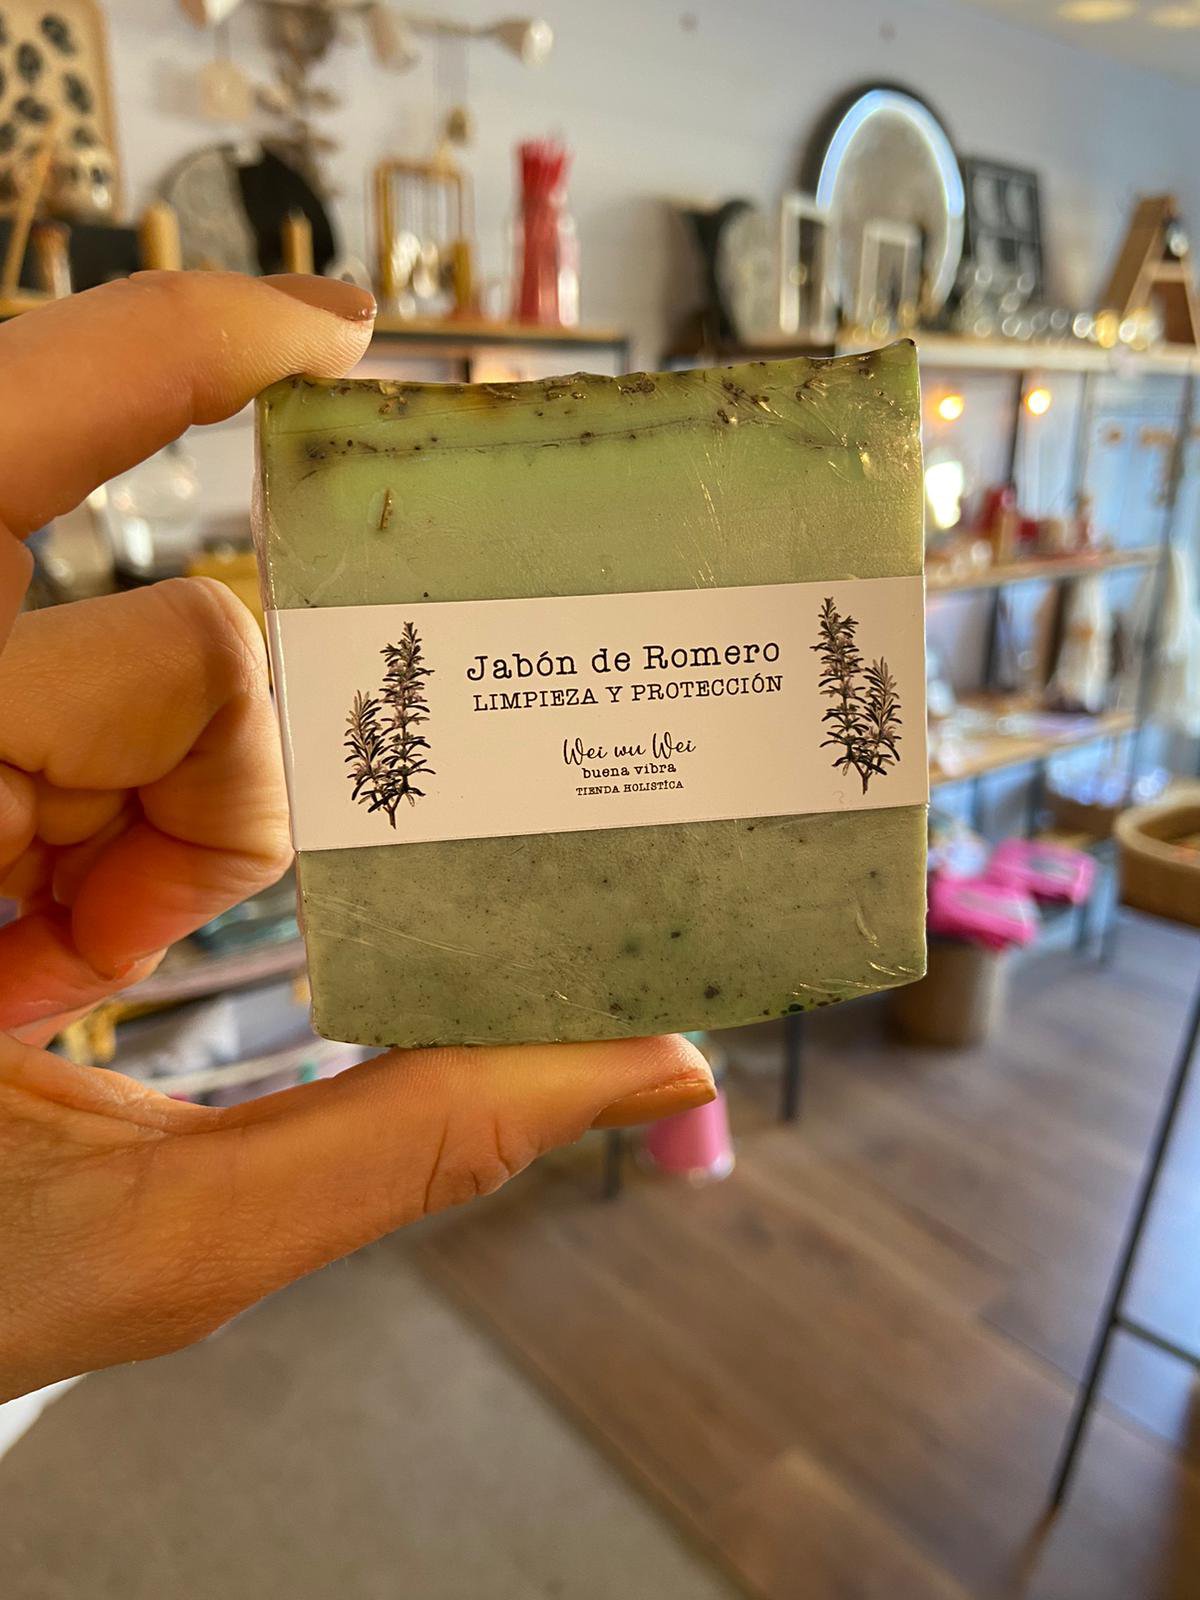 Jabón de Romero
LIMPIEZA Y PROTECCIÓN
Wei wu Wei
buena vibra
TIENDA HOLISTICA